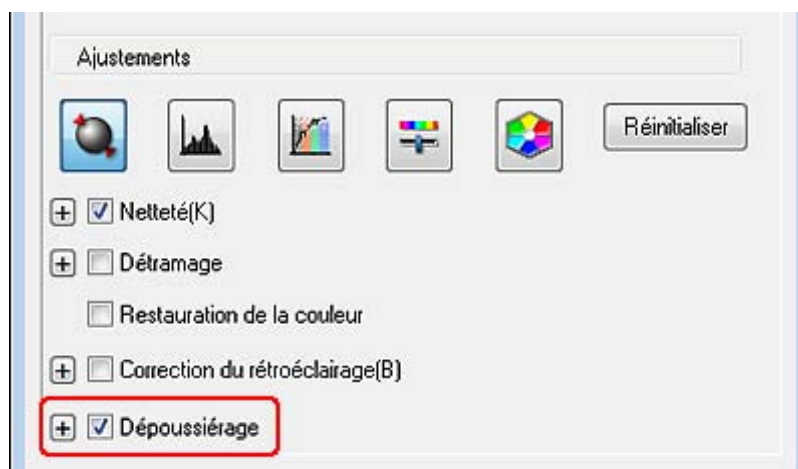 Ajustements
Réinitialiser
Netteté(K)
Détramage
Restauration de la couleur
Correction du rétroéclairage(B)
Dépoussiérage